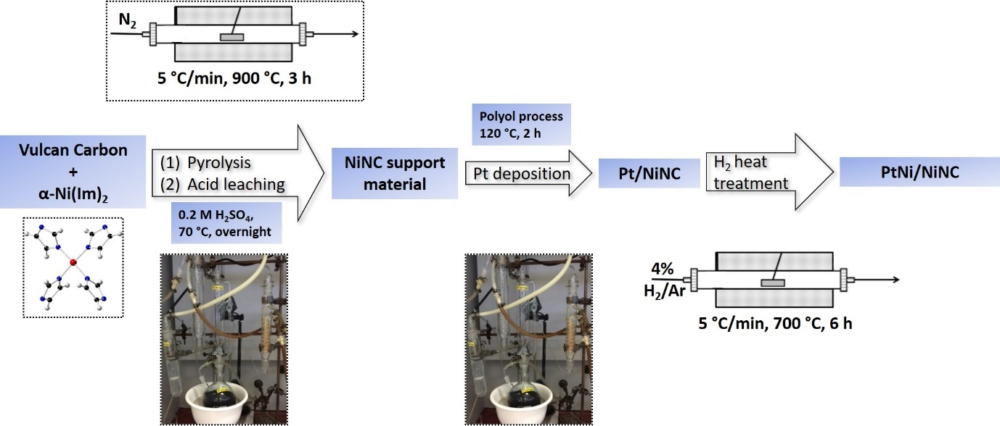 N₂
5 °C/min, 900 °C, 3 h
Vulcan Carbon
+
α-Ni(Im)₂
(1) Pyrolysis
(2) Acid leaching
0.2 M H₂SO₄,
70 °C, overnight
NiNC support
material
Polyol process
120 °C, 2 h
Pt deposition
Pt/NiNC
H₂ heat
treatment
PtNi/NiNC
4%
H₂/Ar
5 °C/min, 700 °C, 6 h